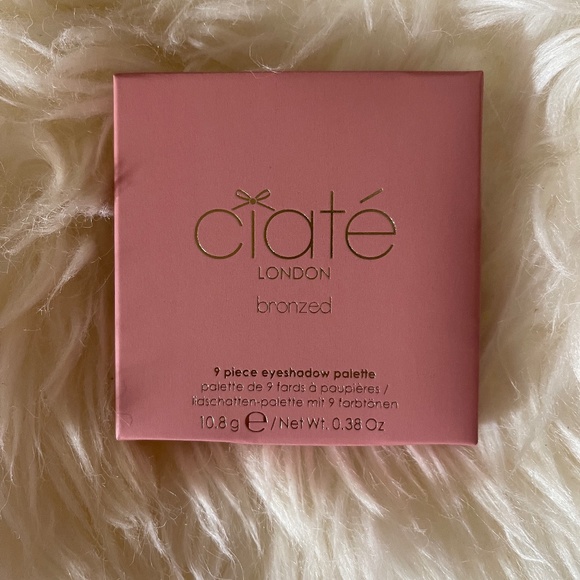 ciaté
LONDON
bronzed
9 piece eyeshadow palette
palette de 9 fards à paupières /
lidschatten-palette mit 9 farbtönen
10.8 g ℮ / Net Wt. 0.38 Oz